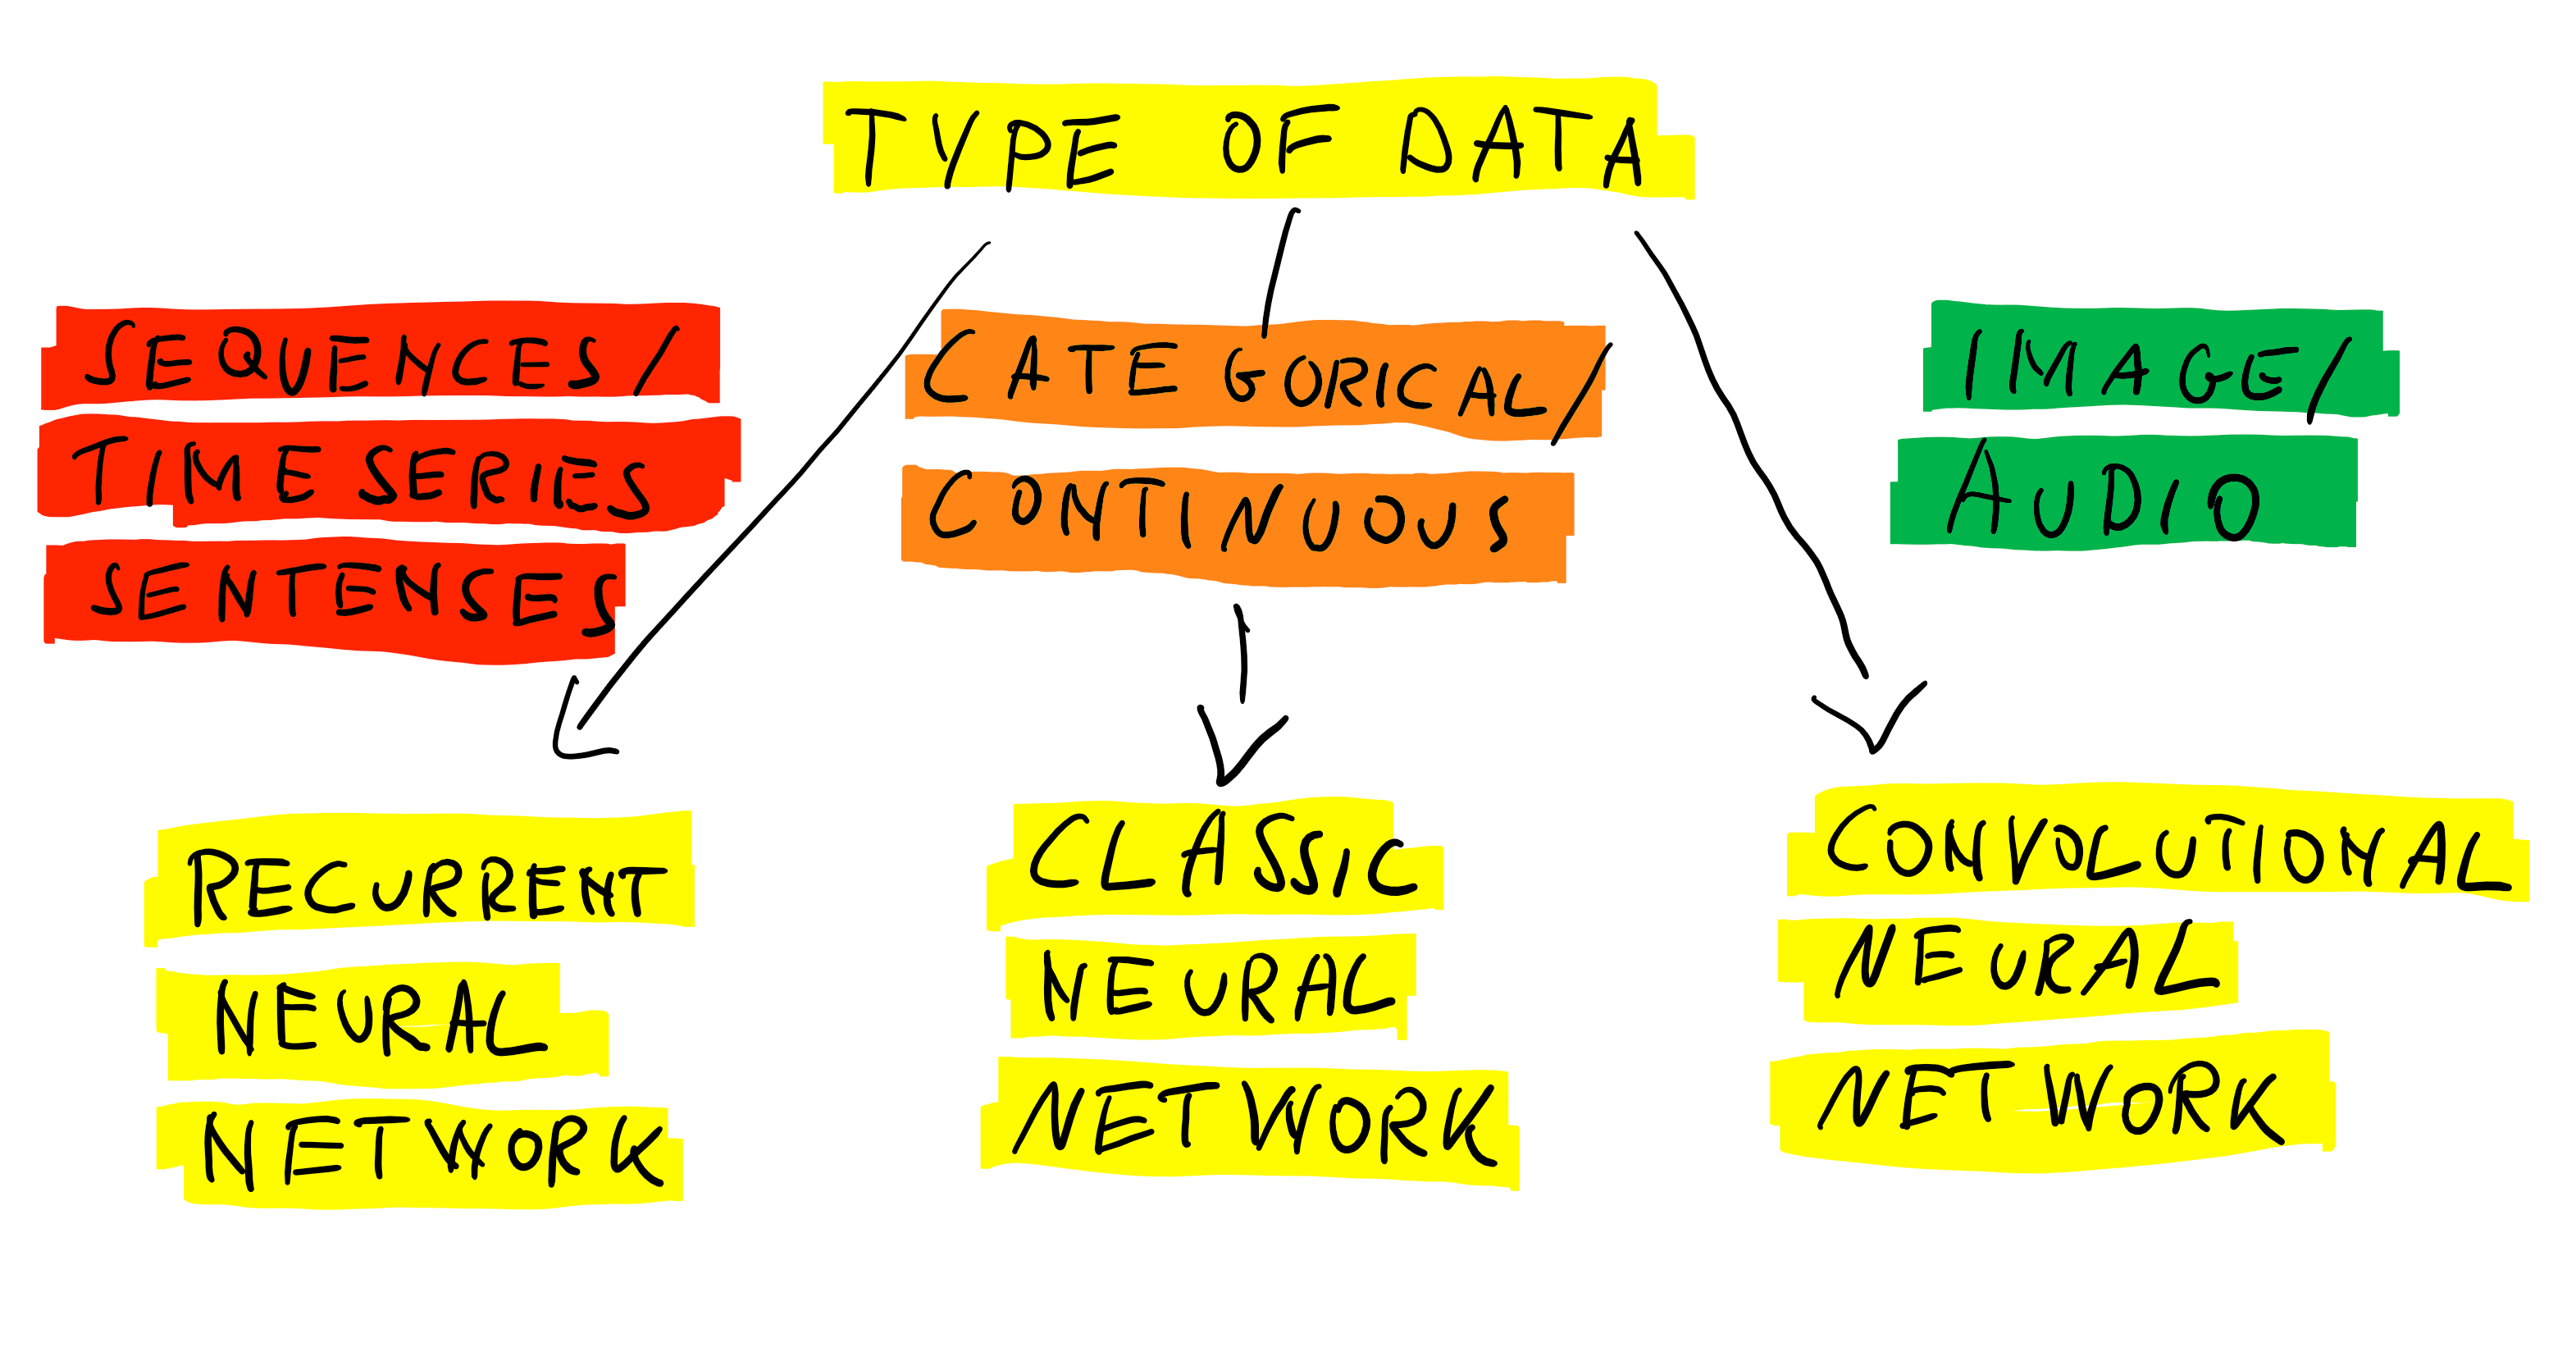 TYPE OF DATA
SEQUENCES/
TIME SERIES
SENTENSES
CATEGORICAL/
CONTINUOUS
IMAGE/
AUDIO
RECURRENT
NEURAL
NETWORK
CLASSIC
NEURAL
NETWORK
CONVOLUTIONAL
NEURAL
NETWORK